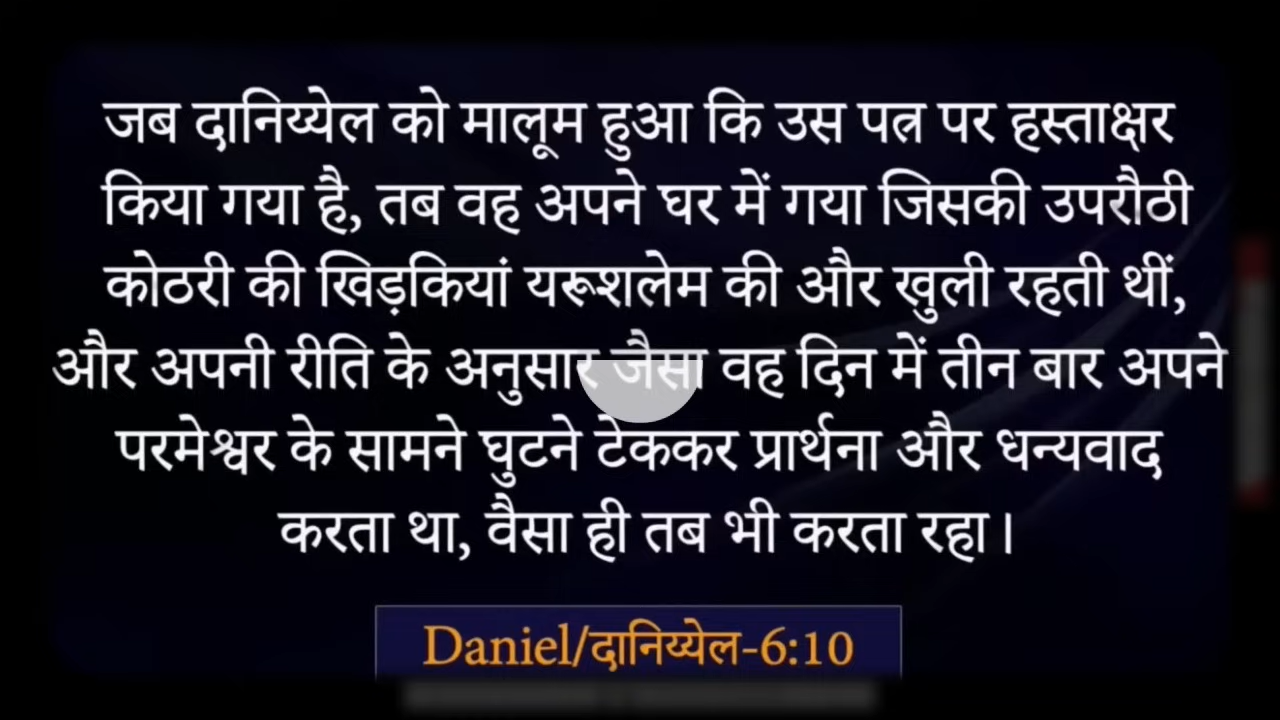 जब दानिय्येल को मालूम हुआ कि उस पत्र पर हस्ताक्षर
किया गया है, तब वह अपने घर में गया जिसकी उपरौठी
कोठरी की खिड़कियां यरूशलेम की और खुली रहती थीं,
और अपनी रीति के अनुसार जैसा वह दिन में तीन बार अपने
परमेश्वर के सामने घुटने टेककर प्रार्थना और धन्यवाद
करता था, वैसा ही तब भी करता रहा।
Daniel/दानिय्येल-6:10